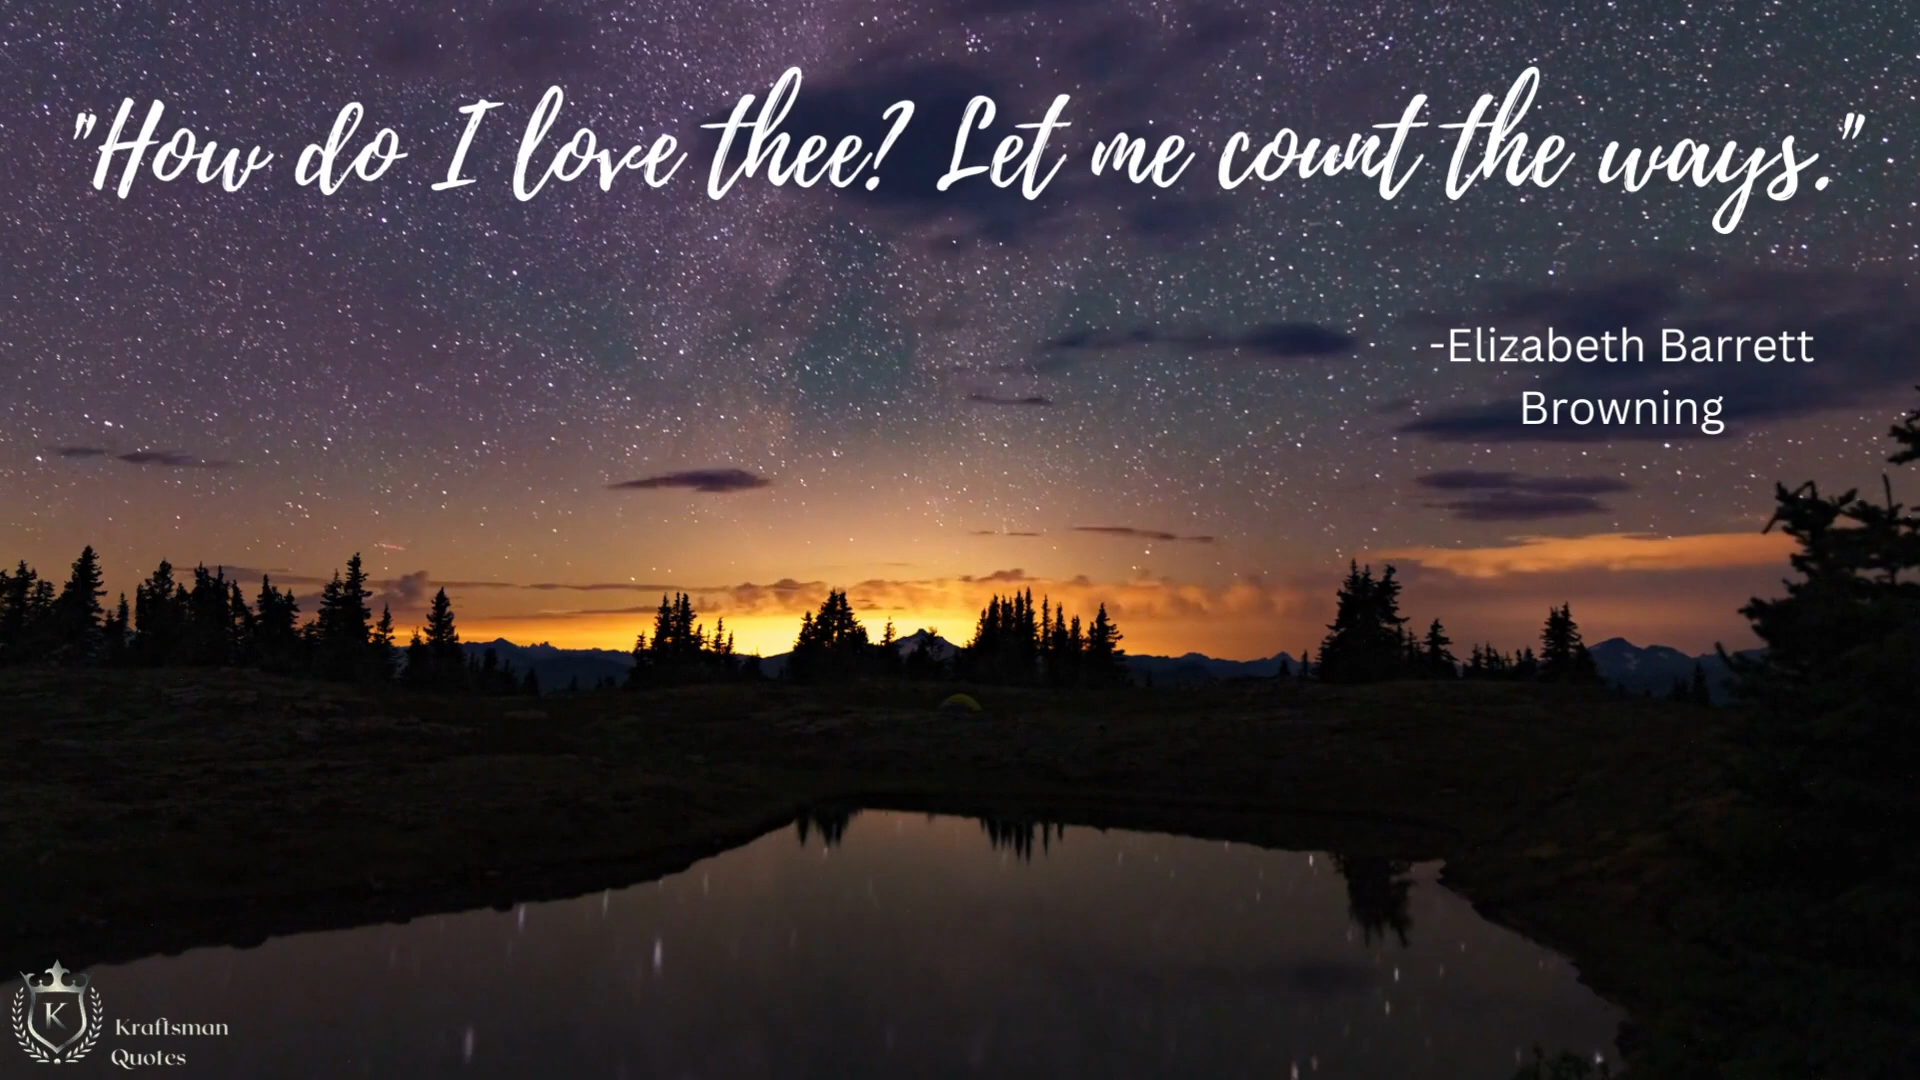 "How do I love thee? Let me count the ways."
-Elizabeth Barrett
Browning
K
Kraftsman
Quotes